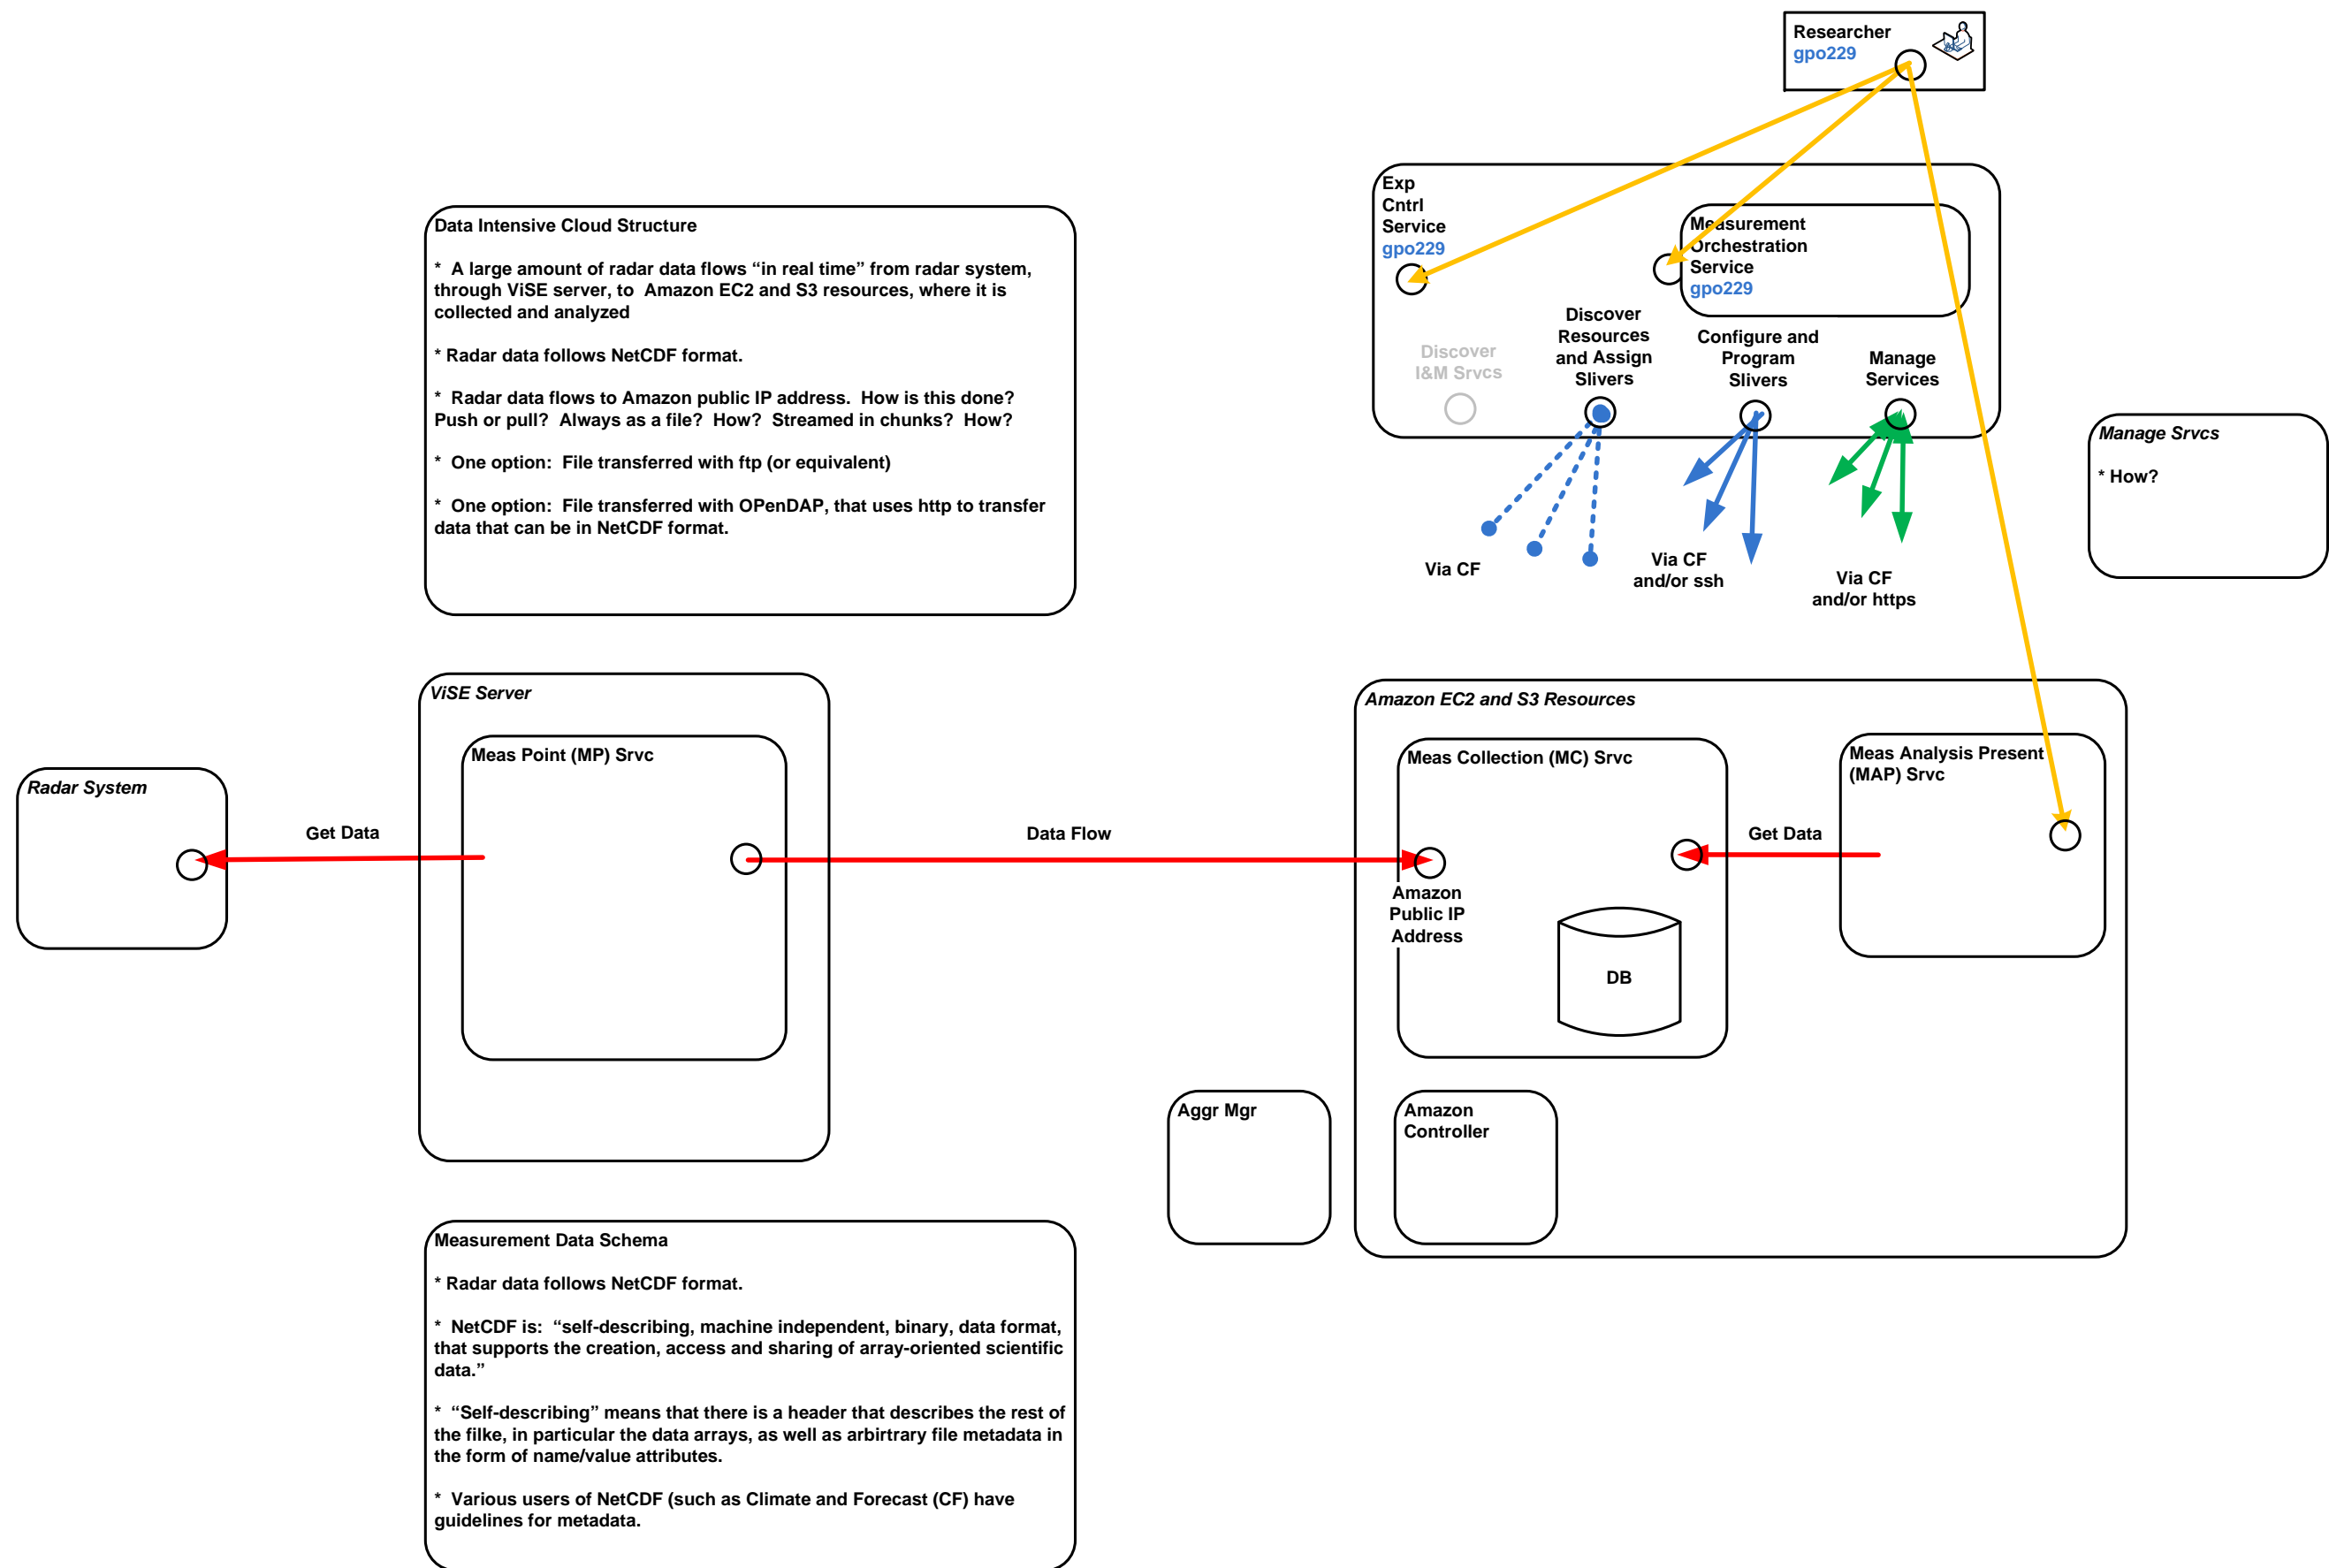 Researcher
gpo229
Exp
Cntrl
Service
gpo229
Measurement
Orchestration
Service
gpo229
Discover
I&M Srvcs
Discover
Resources
and Assign
Slivers
Configure and
Program
Slivers
Manage
Services
Via CF
Via CF
and/or ssh
Via CF
and/or https
Manage Srvcs
* How?
Data Intensive Cloud Structure
*  A large amount of radar data flows “in real time” from radar system,
through ViSE server, to  Amazon EC2 and S3 resources, where it is
collected and analyzed
* Radar data follows NetCDF format.
*  Radar data flows to Amazon public IP address.  How is this done?
Push or pull?  Always as a file?  How?  Streamed in chunks?  How?
*  One option:  File transferred with ftp (or equivalent)
*  One option:  File transferred with OPenDAP, that uses http to transfer
data that can be in NetCDF format.
Radar System
Get Data
ViSE Server
Meas Point (MP) Srvc
Data Flow
Amazon EC2 and S3 Resources
Meas Collection (MC) Srvc
Amazon
Public IP
Address
DB
Get Data
Meas Analysis Present
(MAP) Srvc
Aggr Mgr
Amazon
Controller
Measurement Data Schema
* Radar data follows NetCDF format.
*  NetCDF is:  “self-describing, machine independent, binary, data format,
that supports the creation, access and sharing of array-oriented scientific
data.”
*  “Self-describing” means that there is a header that describes the rest of
the filke, in particular the data arrays, as well as arbirtrary file metadata in
the form of name/value attributes.
*  Various users of NetCDF (such as Climate and Forecast (CF) have
guidelines for metadata.